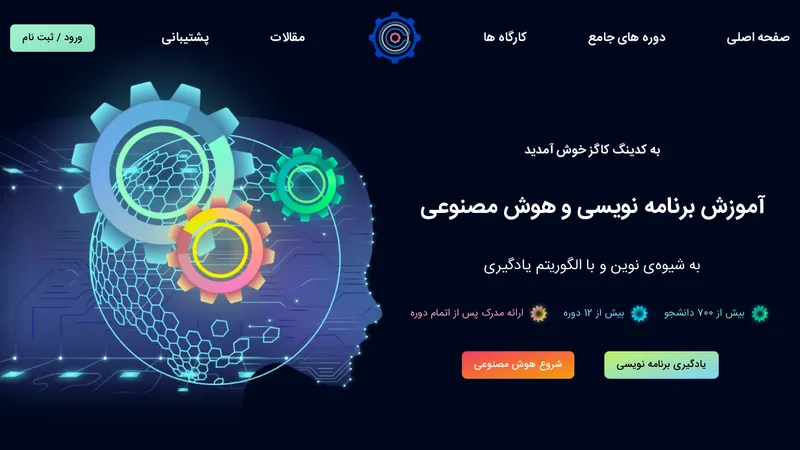 صفحه اصلی
دوره های جامع
کارگاه ها
مقالات
پشتیبانی
ورود / ثبت نام
به کدینگ کاگز خوش آمدید
آموزش برنامه نویسی و هوش مصنوعی
به شیوه‌ی نوین و با الگوریتم یادگیری
بیش از ۷۰۰ دانشجو
بیش از ۱۲ دوره
ارائه مدرک پس از اتمام دوره
یادگیری برنامه نویسی
شروع هوش مصنوعی